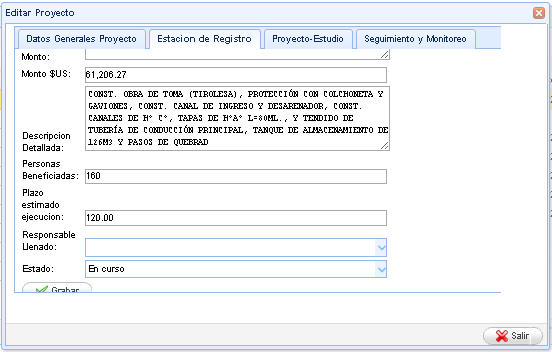 Editar Proyecto
Datos Generales Proyecto
Estacion de Registro
Proyecto-Estudio
Seguimiento y Monitoreo
Monto:
Monto $US: 61,206.27
Descripcion Detallada:
CONST. OBRA DE TOMA (TIROLESA), PROTECCIÓN CON COLCHONETA Y
GAVIONES, CONST. CANAL DE INGRESO Y DESARENADOR, CONST.
CANALES DE Hº Cº, TAPAS DE HºAº L=80ML., Y TENDIDO DE
TUBERÍA DE CONDUCCIÓN PRINCIPAL, TANQUE DE ALMACENAMIENTO DE
126M3 Y PASOS DE QUEBRAD
Personas
Beneficiadas: 160
Plazo
estimado
ejecucion: 120.00
Responsable
Llenado:
Estado: En curso
Grabar
Salir